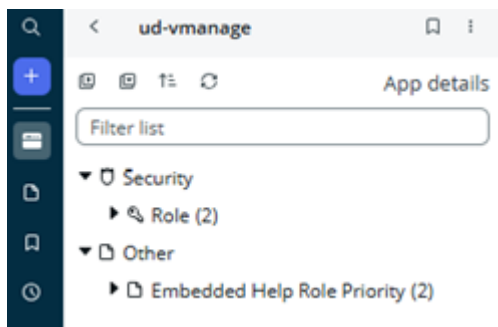 ud-vmanage
App details
Filter list
Security
Role (2)
Other
Embedded Help Role Priority (2)